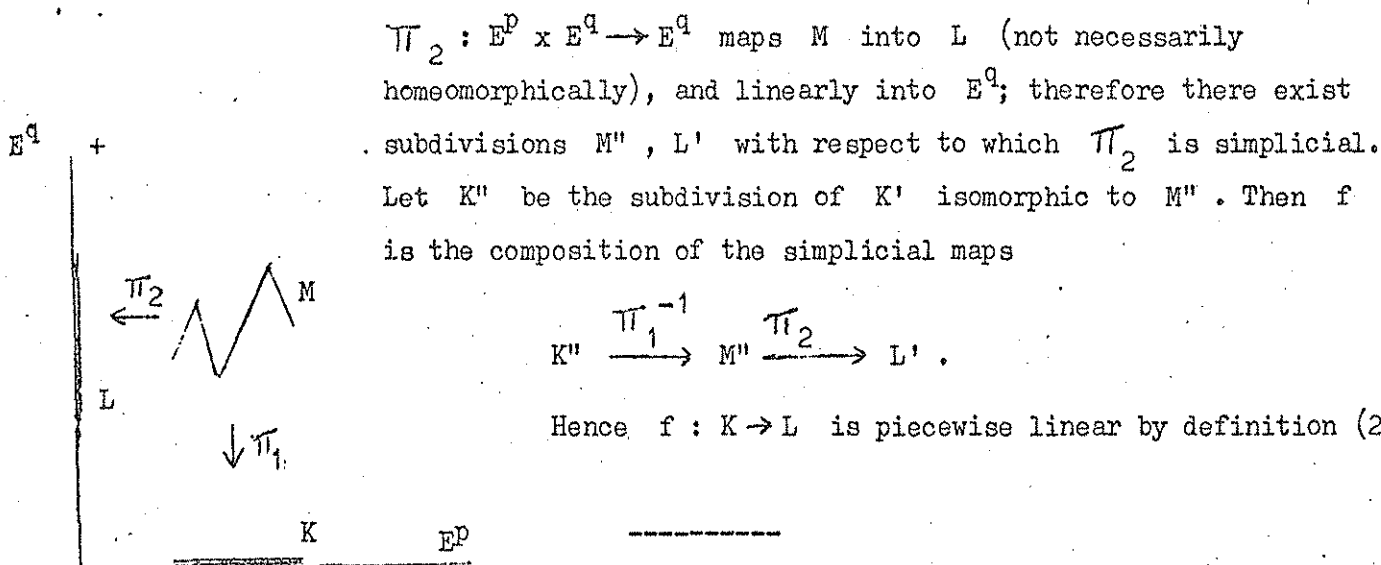 π₂ : Eᵖ x E^q → E^q maps M into L (not necessarily
homeomorphically), and linearly into E^q; therefore there exist
subdivisions M" , L' with respect to which π₂ is simplicial.
Let K" be the subdivision of K' isomorphic to M" . Then f
is the composition of the simplicial maps
K" π₁⁻¹ → M" π₂ → L' .
Hence f : K → L is piecewise linear by definition (2
E^q +
π₂ ←
M
L
↓ π₁
K
Eᵖ